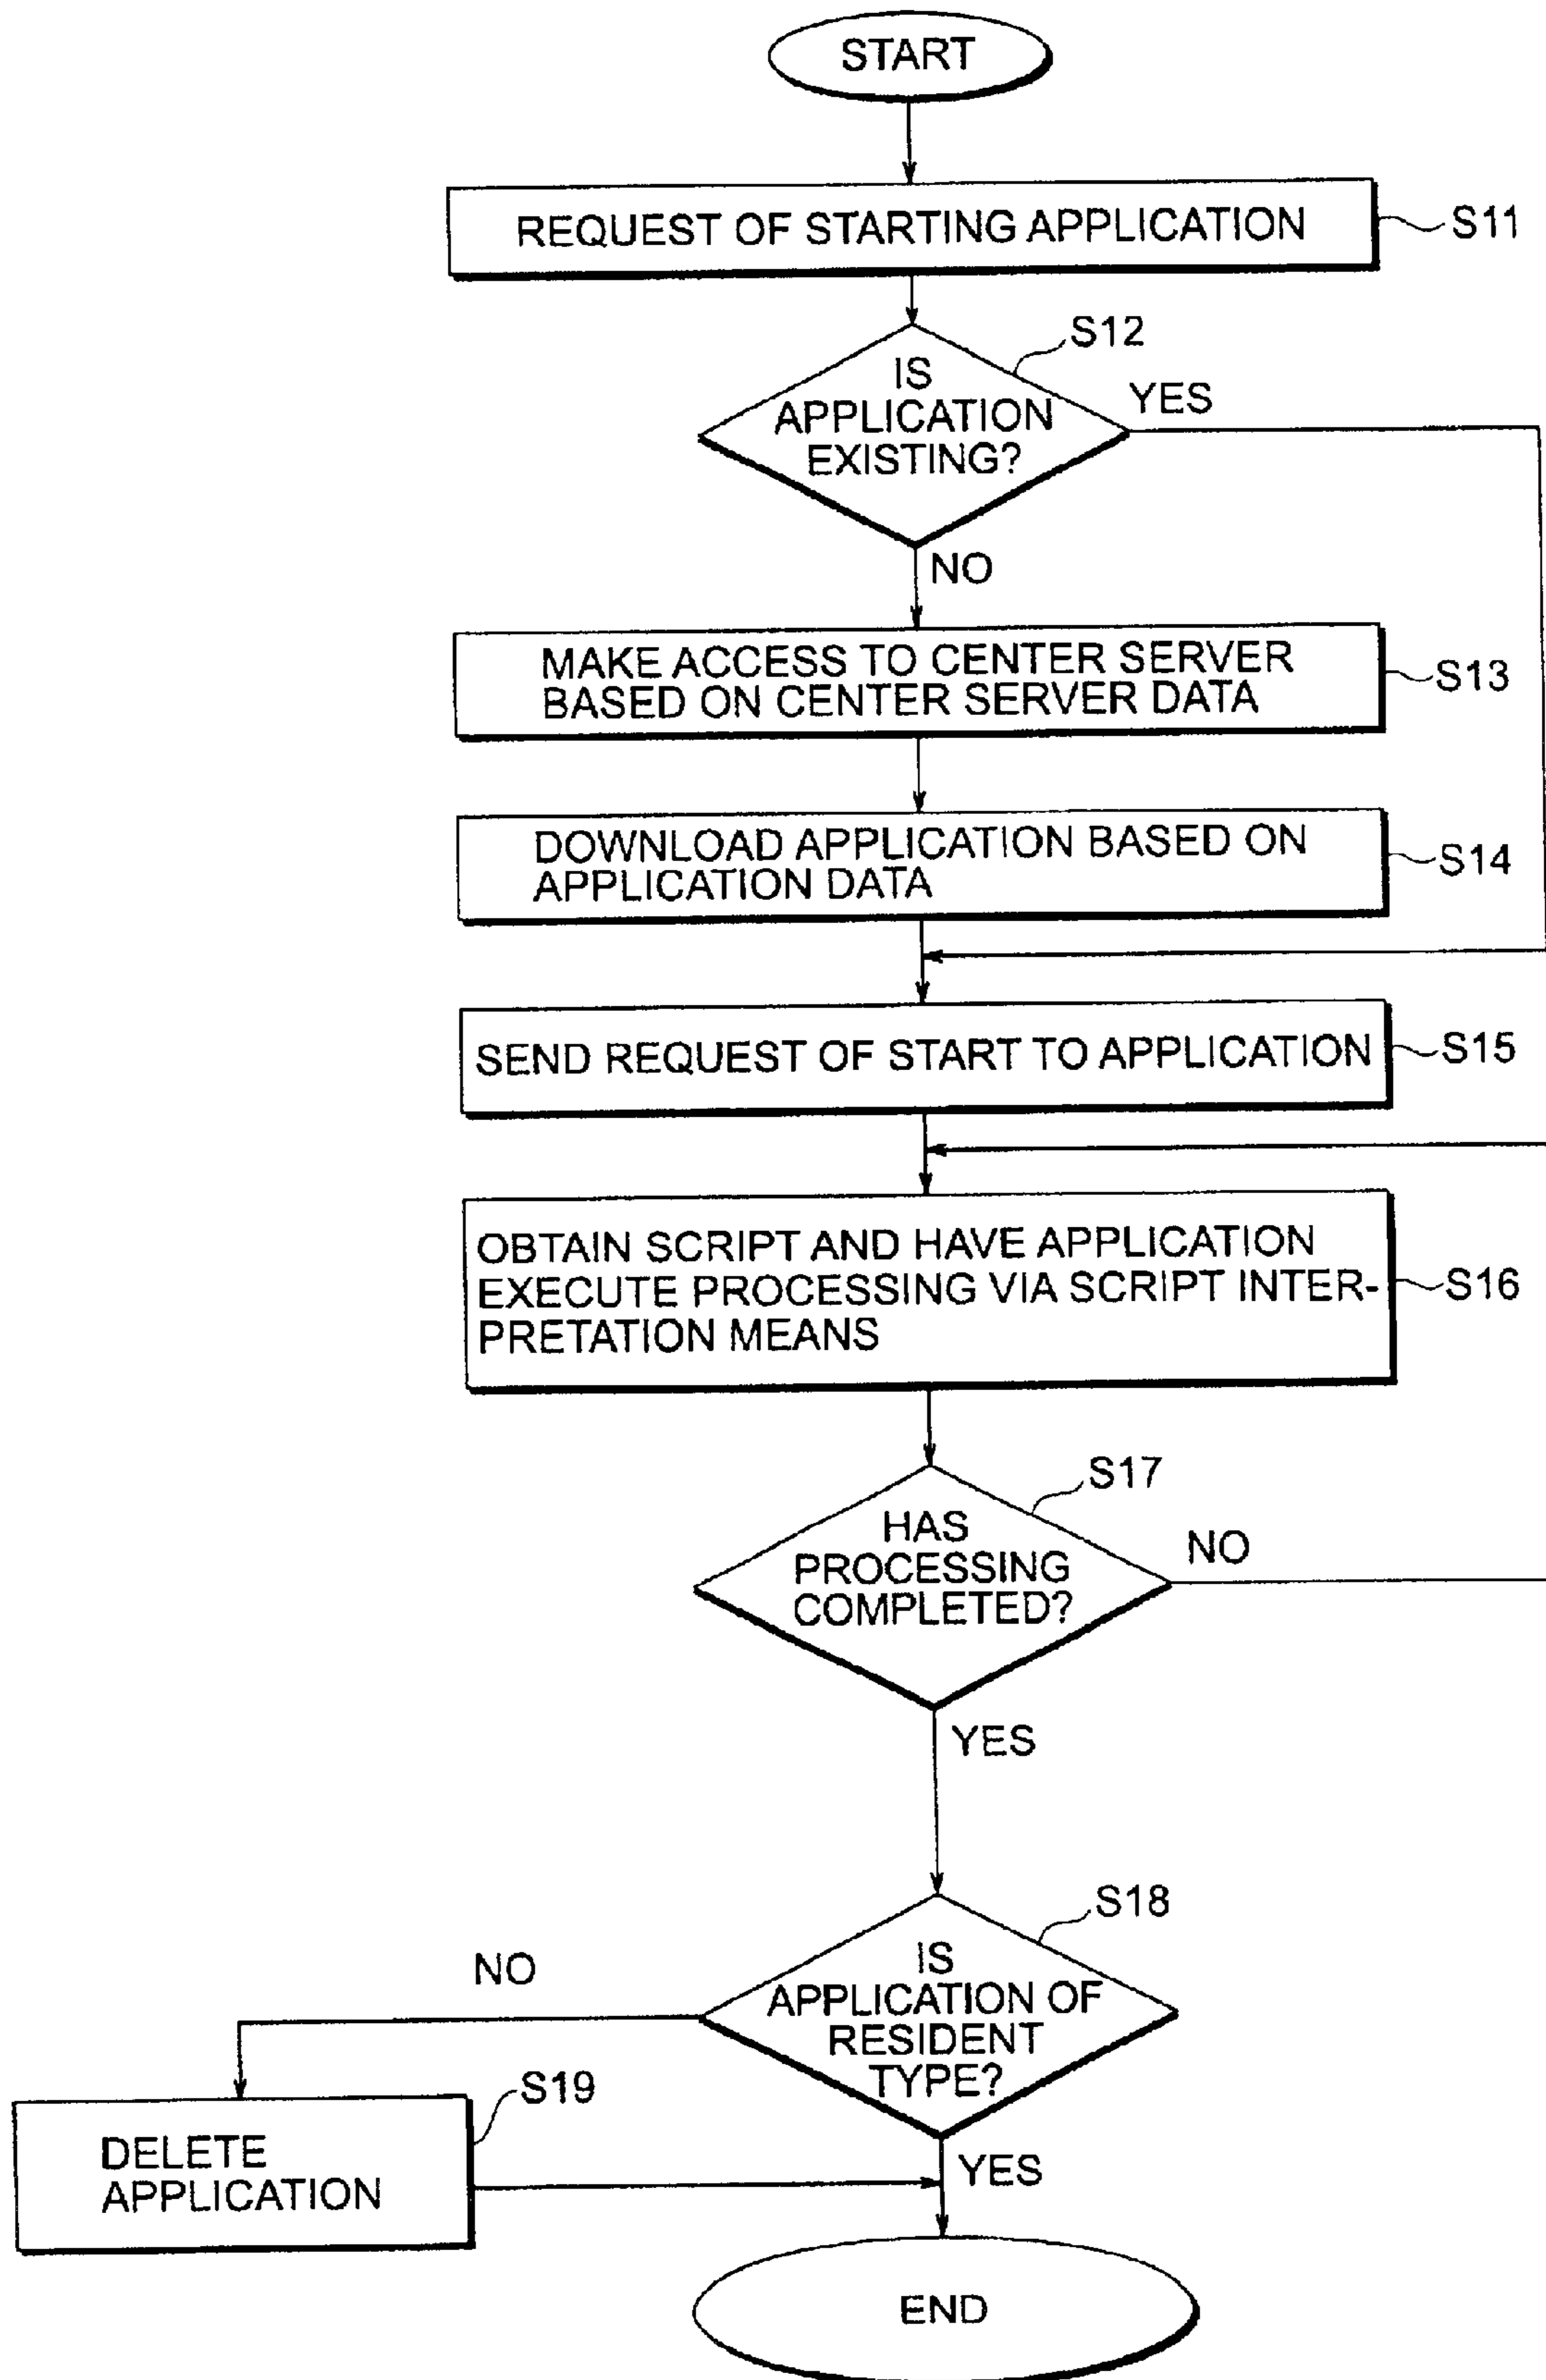 START
REQUEST OF STARTING APPLICATION
S11
S12
IS
APPLICATION
EXISTING?
YES
NO
MAKE ACCESS TO CENTER SERVER
BASED ON CENTER SERVER DATA
S13
DOWNLOAD APPLICATION BASED ON
APPLICATION DATA
S14
SEND REQUEST OF START TO APPLICATION
S15
OBTAIN SCRIPT AND HAVE APPLICATION
EXECUTE PROCESSING VIA SCRIPT INTER-
PRETATION MEANS
S16
S17
HAS
PROCESSING
COMPLETED?
NO
YES
S18
IS
APPLICATION OF
RESIDENT
TYPE?
NO
S19
DELETE
APPLICATION
YES
END